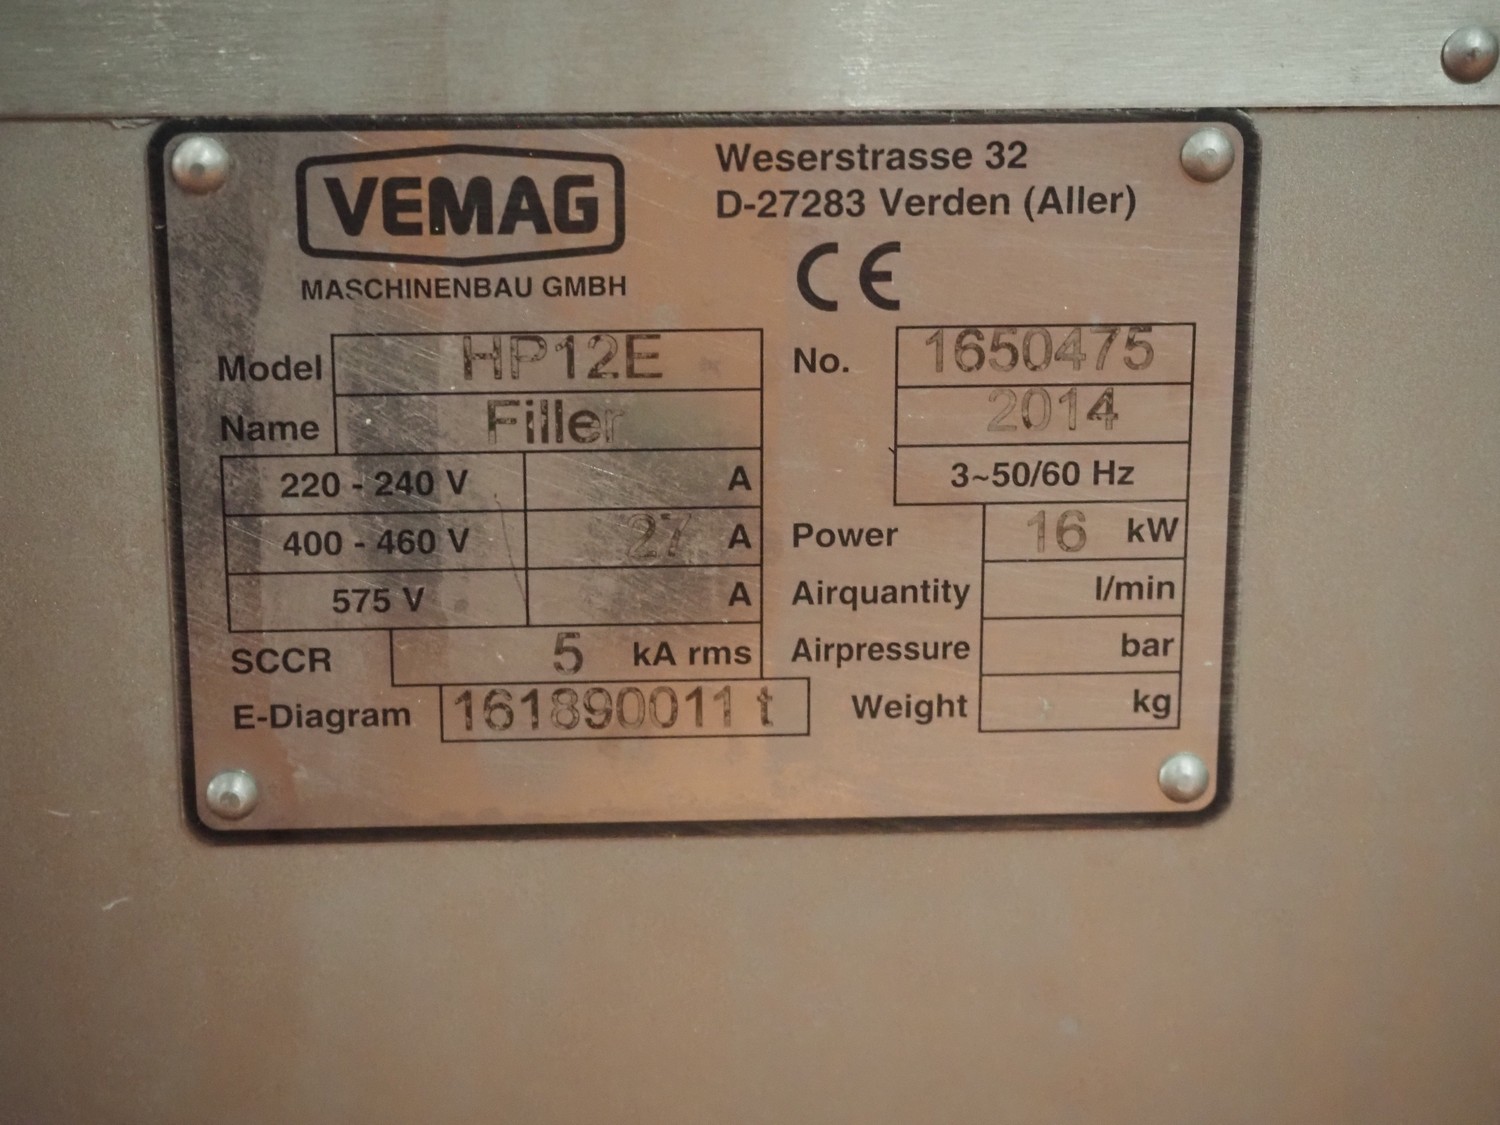 VEMAG
MASCHINENBAU GMBH
Weserstrasse 32
D-27283 Verden (Aller)
CE
Model HP12E
Name Filler
220 - 240 V A
400 - 460 V 27 A
575 V A
SCCR 5 kA rms
E-Diagram 161890011 t
No. 1650475
2014
3~50/60 Hz
Power 16 kW
Airquantity l/min
Airpressure bar
Weight kg